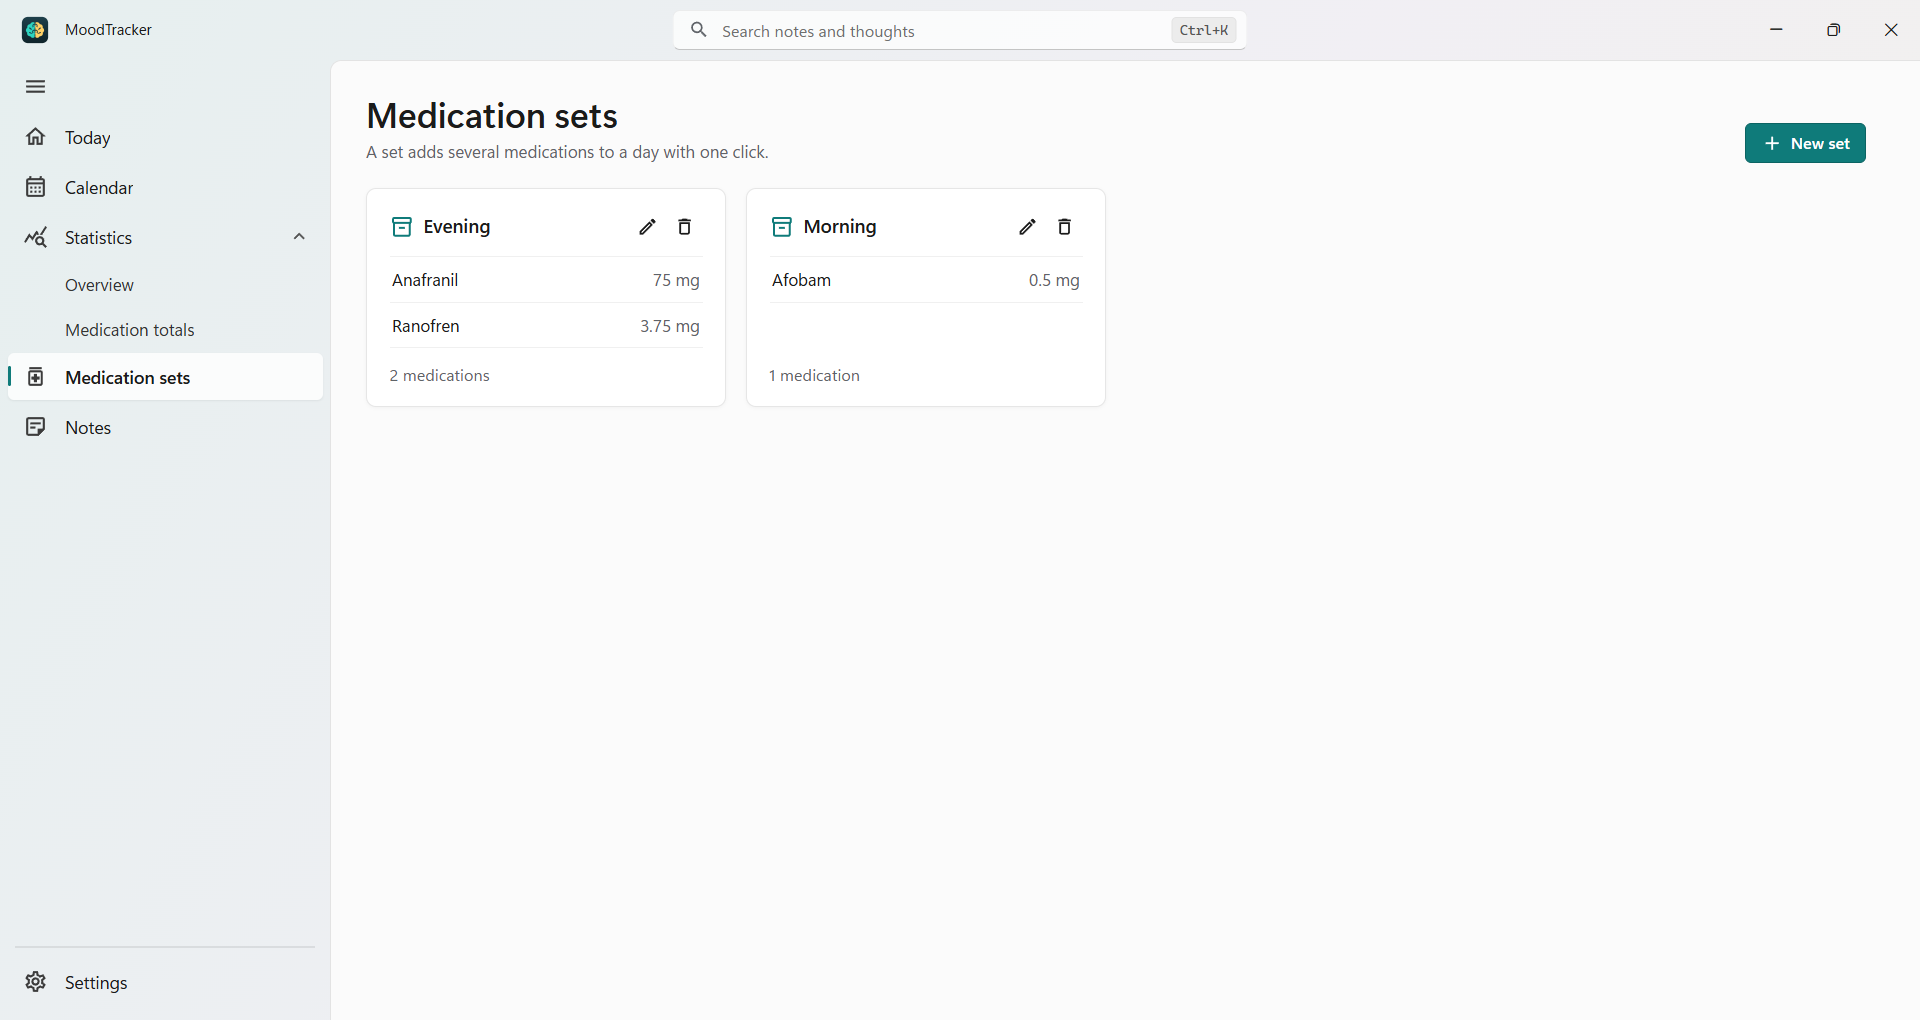 MoodTracker
Search notes and thoughts
Ctrl+K
Today
Calendar
Statistics
Overview
Medication totals
Medication sets
Notes
Settings
Medication sets
A set adds several medications to a day with one click.
New set
Evening
Anafranil 75 mg
Ranofren 3.75 mg
2 medications
Morning
Afobam 0.5 mg
1 medication